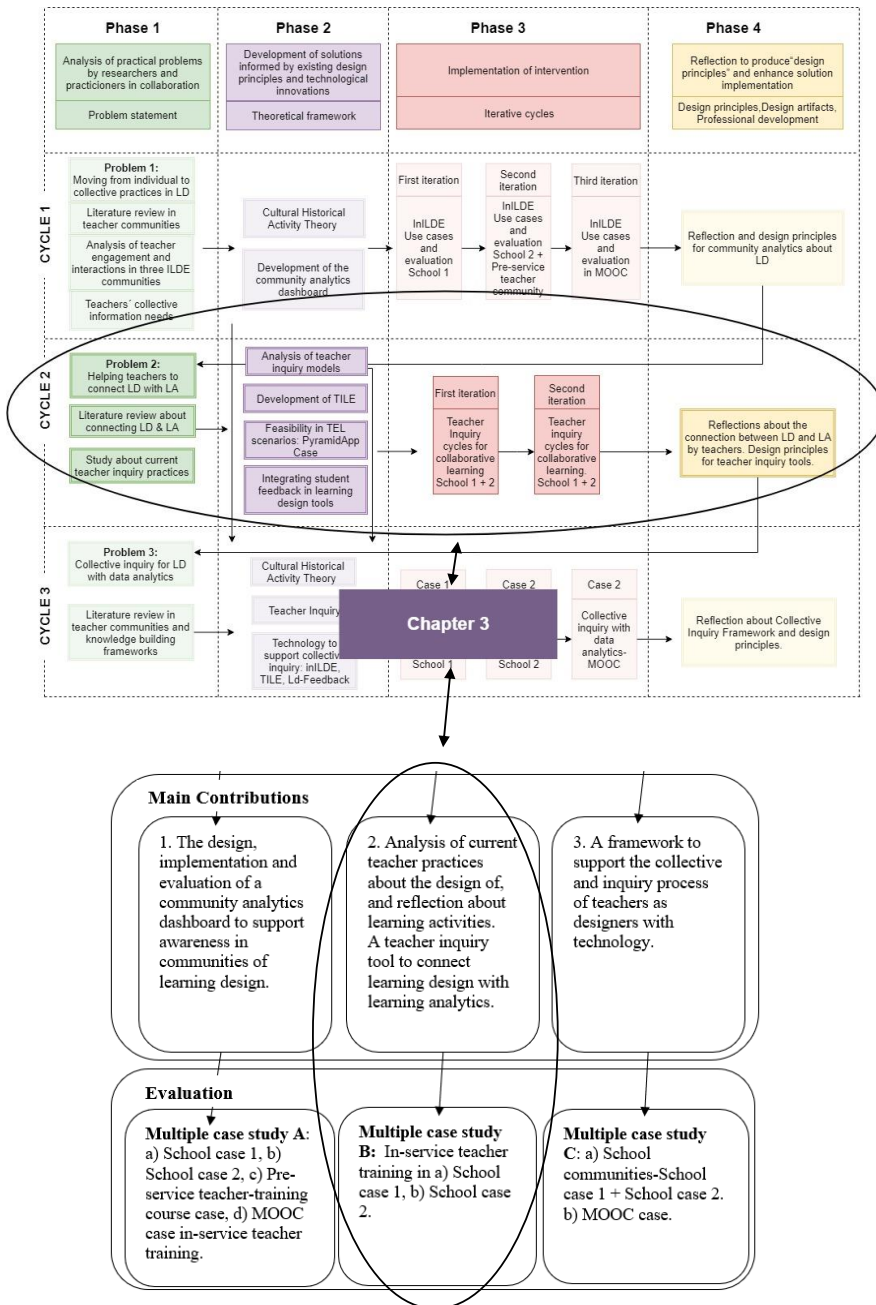 Phase 1
Phase 2
Phase 3
Phase 4
Analysis of practical problems
by researchers and
practicioners in collaboration
Problem statement
Development of solutions
informed by existing design
principles and technological
innovations
Theoretical framework
Implementation of intervention
Iterative cycles
Reflection to produce"design
principles" and enhance solution
implementation
Design principles,Design artifacts,
Professional development
CYCLE 1
Problem 1:
Moving from individual to
collective practices in LD
Literature review in
teacher communities
Analysis of teacher
engagement and
interactions in three ILDE
communities
Teachers´ collective
information needs
Cultural Historical
Activity Theory
Development of the
community analytics
dashboard
First iteration
InILDE
Use cases
and
evaluation
School 1
Second
iteration
InILDE
Use cases
and
evaluation
School 2 +
Pre-service
teacher
community
Third iteration
InILDE
Use cases
and
evaluation
in MOOC
Reflection and design principles
for community analytics about
LD
CYCLE 2
Problem 2:
Helping teachers to
connect LD with LA
Literature review about
connecting LD & LA
Study about current
teacher inquiry practices
Analysis of teacher
inquiry models
Development of TILE
Feasibility in TEL
scenarios: PyramidApp
Case
Integrating student
feedback in learning
design tools
First iteration
Teacher
Inquiry
cycles for
collaborative
learning
School 1 + 2
Second
iteration
Teacher
inquiry
cycles for
collaborative
learning.
School 1 + 2
Reflections about the
connection between LD and LA
by teachers. Design principles
for teacher inquiry tools.
CYCLE 3
Problem 3:
Collective inquiry for LD
with data analytics
Literature review in
teacher communities and
knowledge building
frameworks
Cultural Historical
Activity Theory
Teacher Inquiry
Technology to
support collective
inquiry: inILDE,
TILE, Ld-Feedback
Case 1
School 1
Case 2
School 2
Case 2
Collective
inquiry with
data
analytics-
MOOC
Reflection about Collective
Inquiry Framework and design
principles.
Chapter 3
Main Contributions
1. The design,
implementation and
evaluation of a
community analytics
dashboard to support
awareness in
communities of
learning design.
2. Analysis of current
teacher practices
about the design of,
and reflection about
learning activities.
A teacher inquiry
tool to connect
learning design with
learning analytics.
3. A framework to
support the collective
and inquiry process
of teachers as
designers with
technology.
Evaluation
Multiple case study A:
a) School case 1, b)
School case 2, c) Pre-
service teacher-training
course case, d) MOOC
case in-service teacher
training.
Multiple case study
B: In-service teacher
training in a) School
case 1, b) School case
2.
Multiple case study
C: a) School
communities-School
case 1 + School case 2.
b) MOOC case.